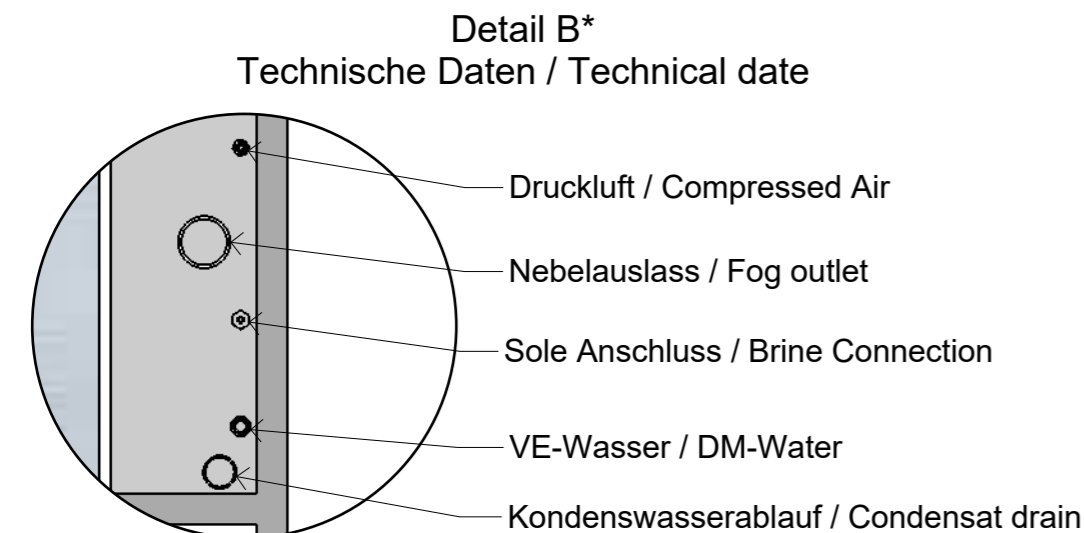 Detail B*
Technische Daten / Technical date
Druckluft / Compressed Air
Nebelauslass / Fog outlet
Sole Anschluss / Brine Connection
VE-Wasser / DM-Water
Kondenswasserablauf / Condensat drain